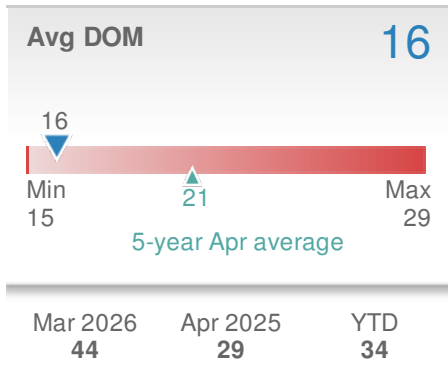 Avg DOM 16
16
Min Max
15 21 29
5-year Apr average
Mar 2026 Apr 2025 YTD
44 29 34